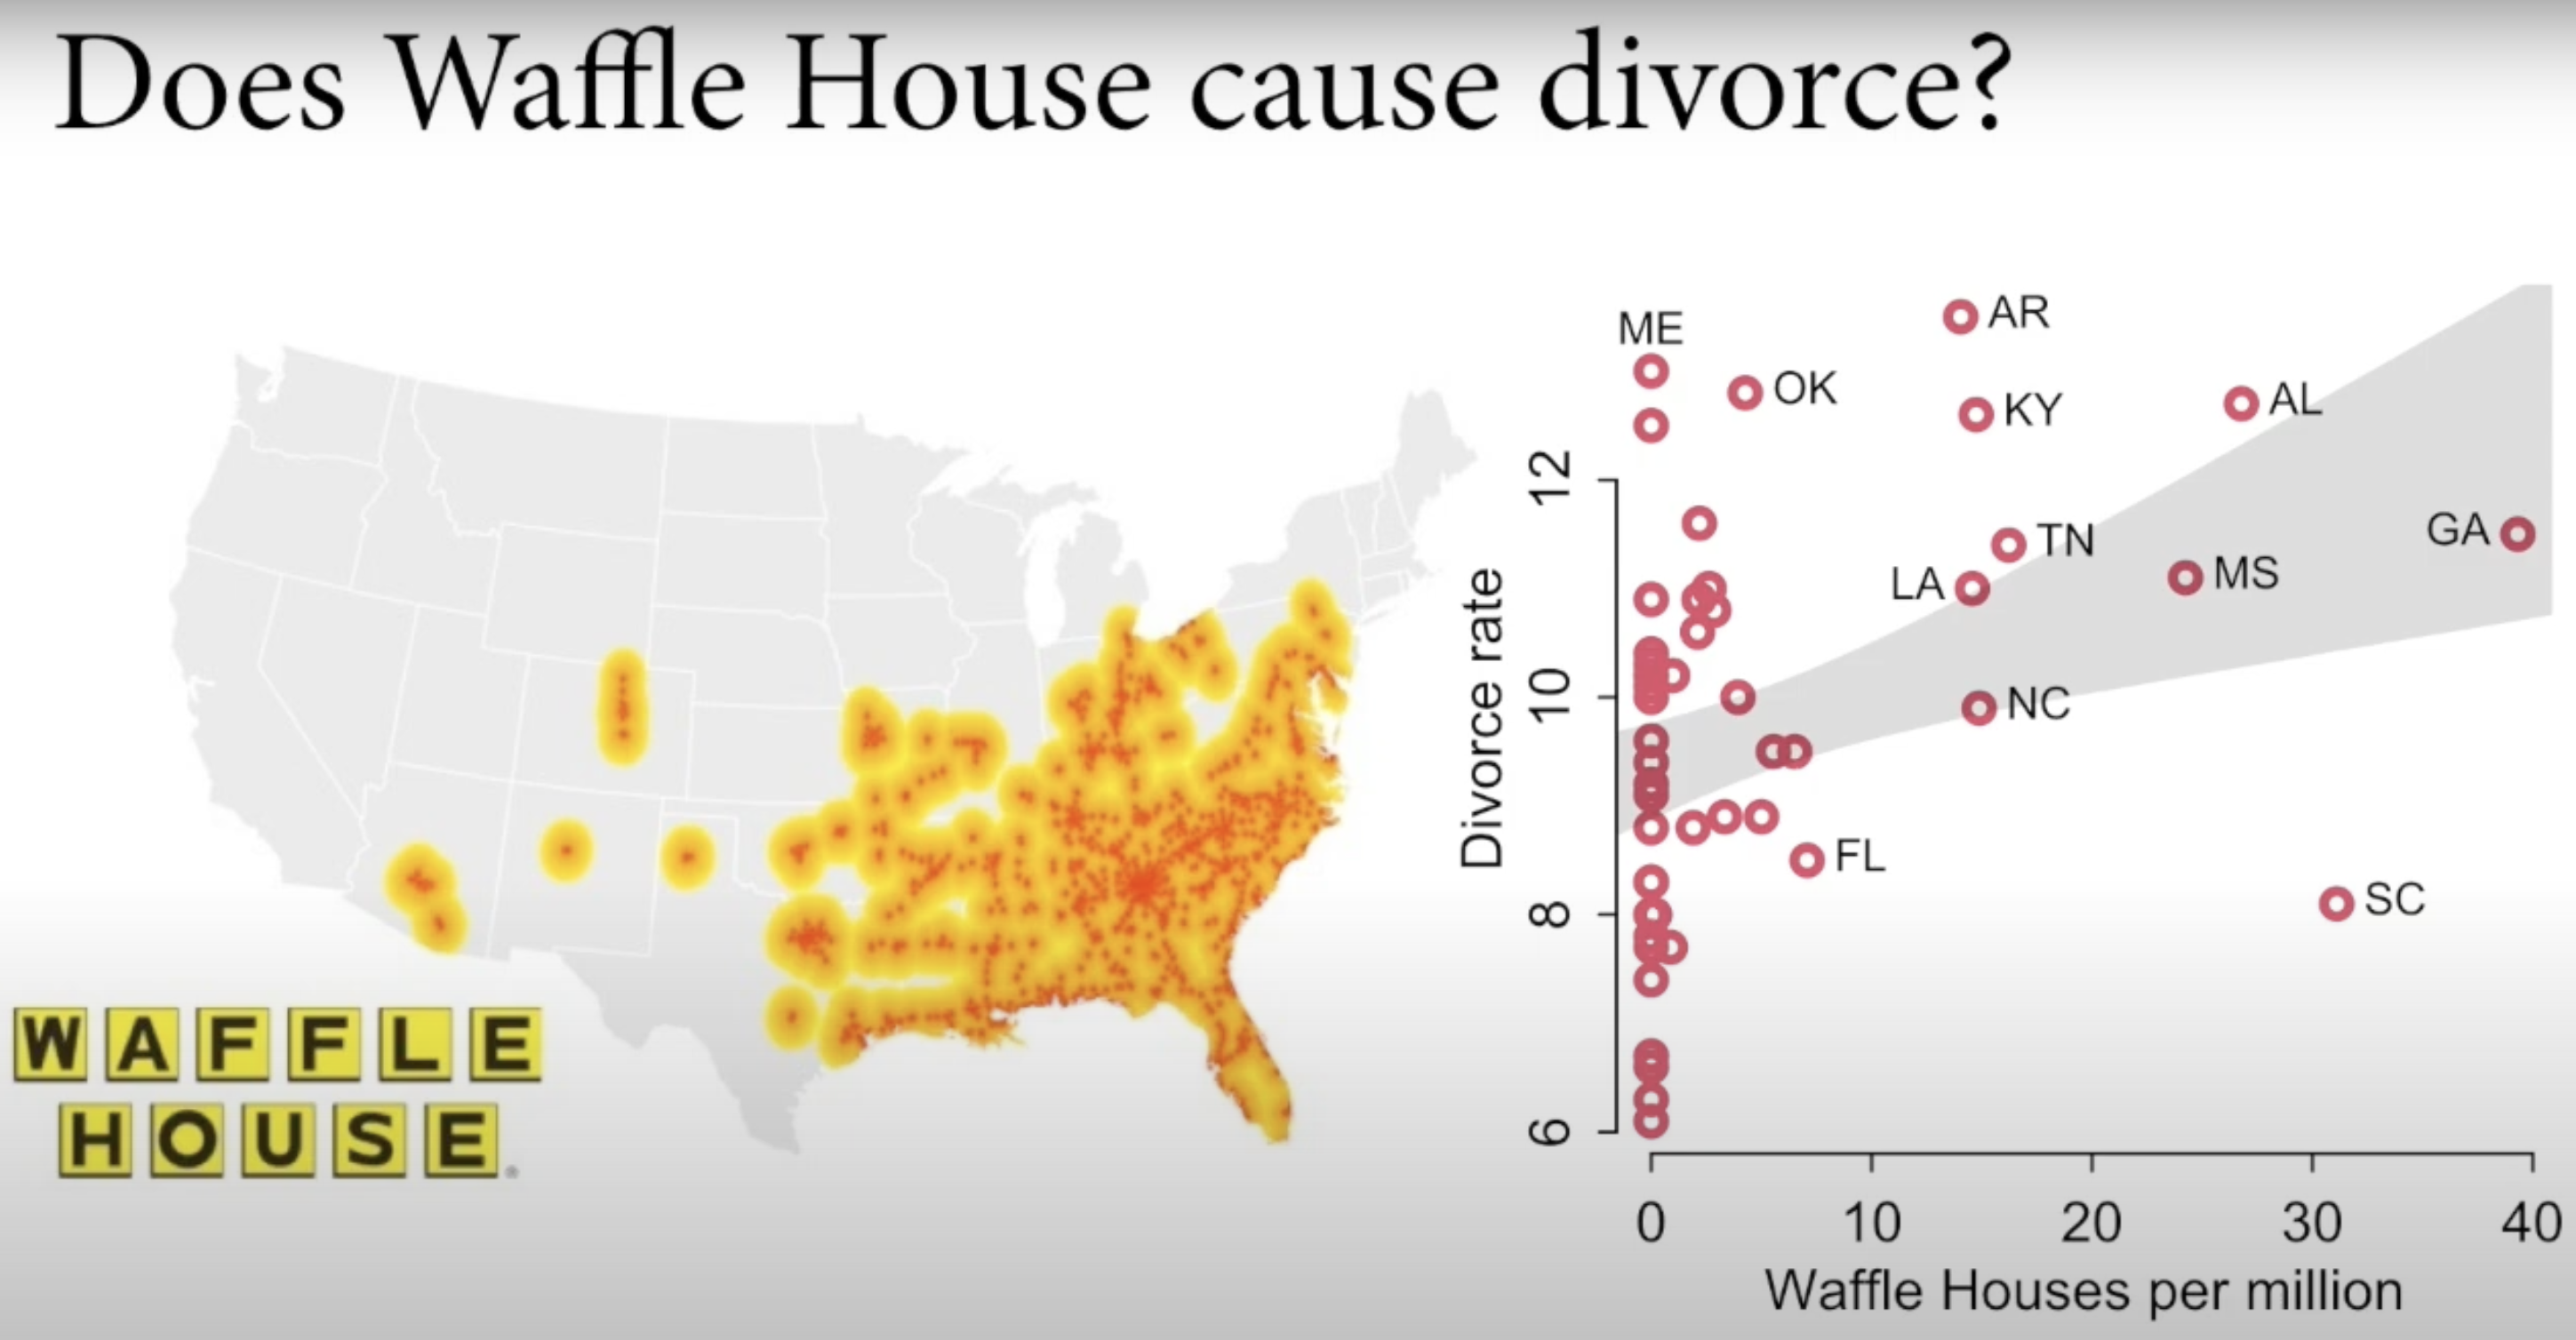 Does Waffle House cause divorce?
WAFFLE
HOUSE
Divorce rate
12
10
8
6
ME
AR
OK
KY
AL
TN
GA
LA
MS
NC
FL
SC
0 10 20 30 40
Waffle Houses per million